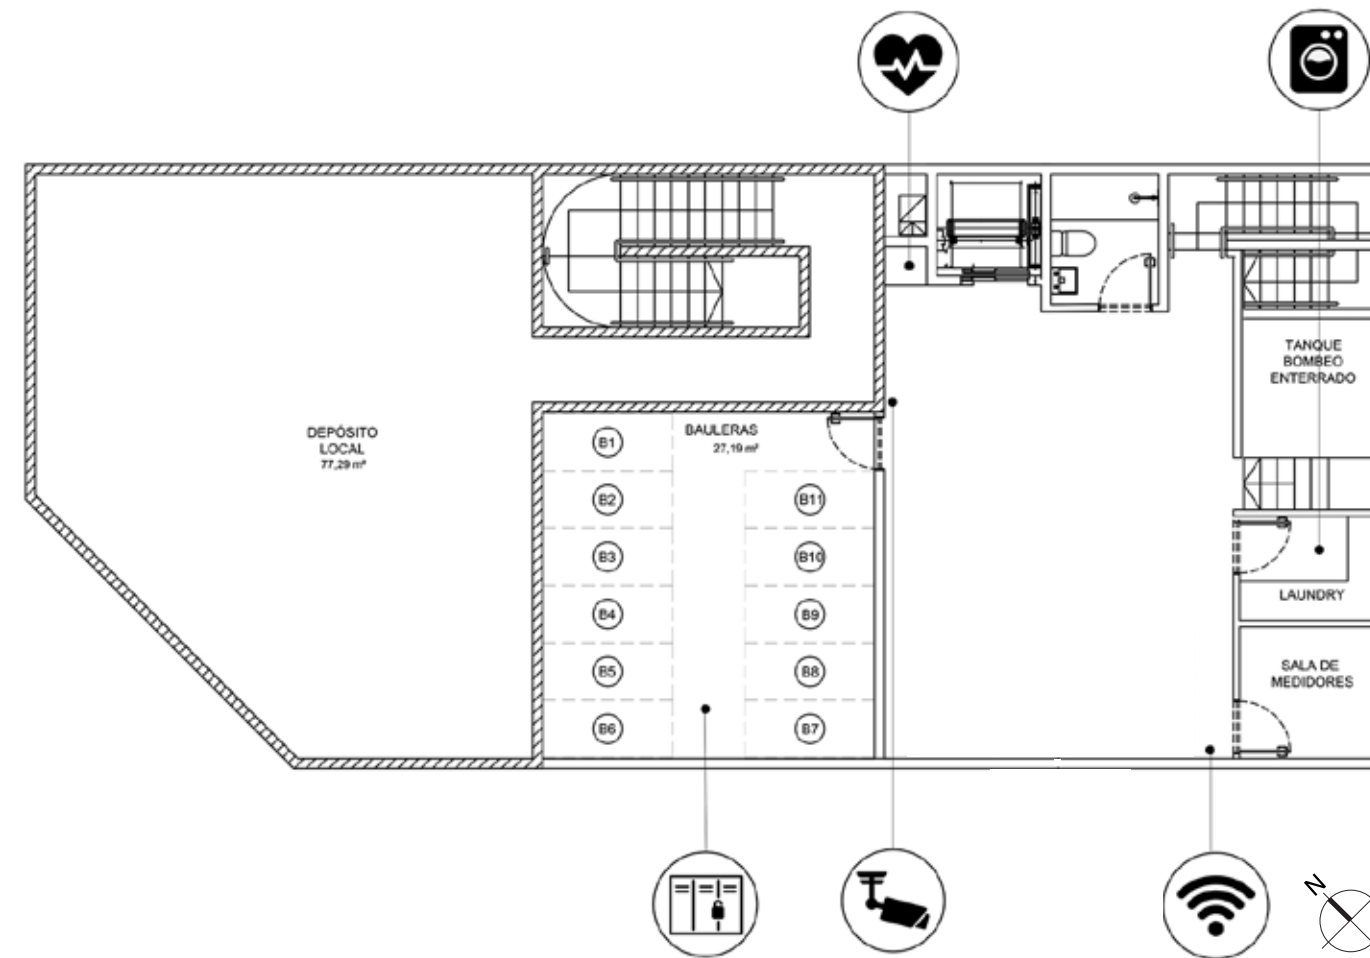 TANQUE
BOMBEO
ENTERRADO
DEPÓSITO
LOCAL
77,29 m²
BAULERAS
27,19 m²
B1
B2
B11
B3
B10
B4
B9
B5
B8
B6
B7
LAUNDRY
SALA DE
MEDIDORES
N